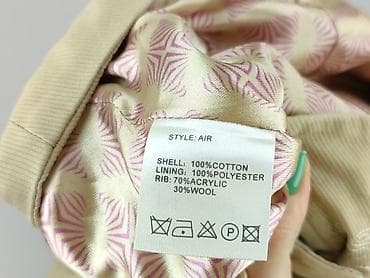 STYLE: AIR
SHELL: 100%COTTON
LINING: 100%POLYESTER
RIB: 70%ACRYLIC
30%WOOL
P